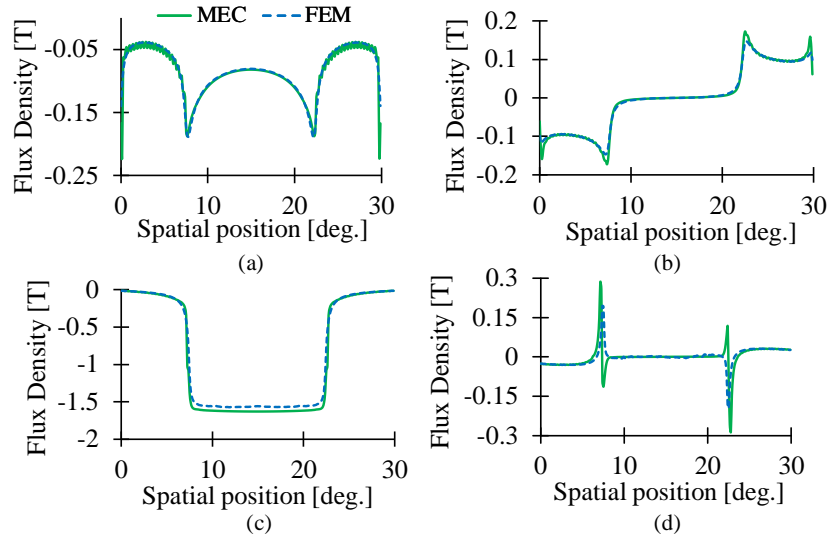 MEC FEM
Flux Density [T]
-0.05
-0.15
-0.25
0 10 20 30
Spatial position [deg.]
(a)
Flux Density [T]
0.2
0.1
0
-0.1
-0.2
0 10 20 30
Spatial position [deg.]
(b)
Flux Density [T]
0
-0.5
-1
-1.5
-2
0 10 20 30
Spatial position [deg.]
(c)
Flux Density [T]
0.3
0.15
0
-0.15
-0.3
0 10 20 30
Spatial position [deg.]
(d)